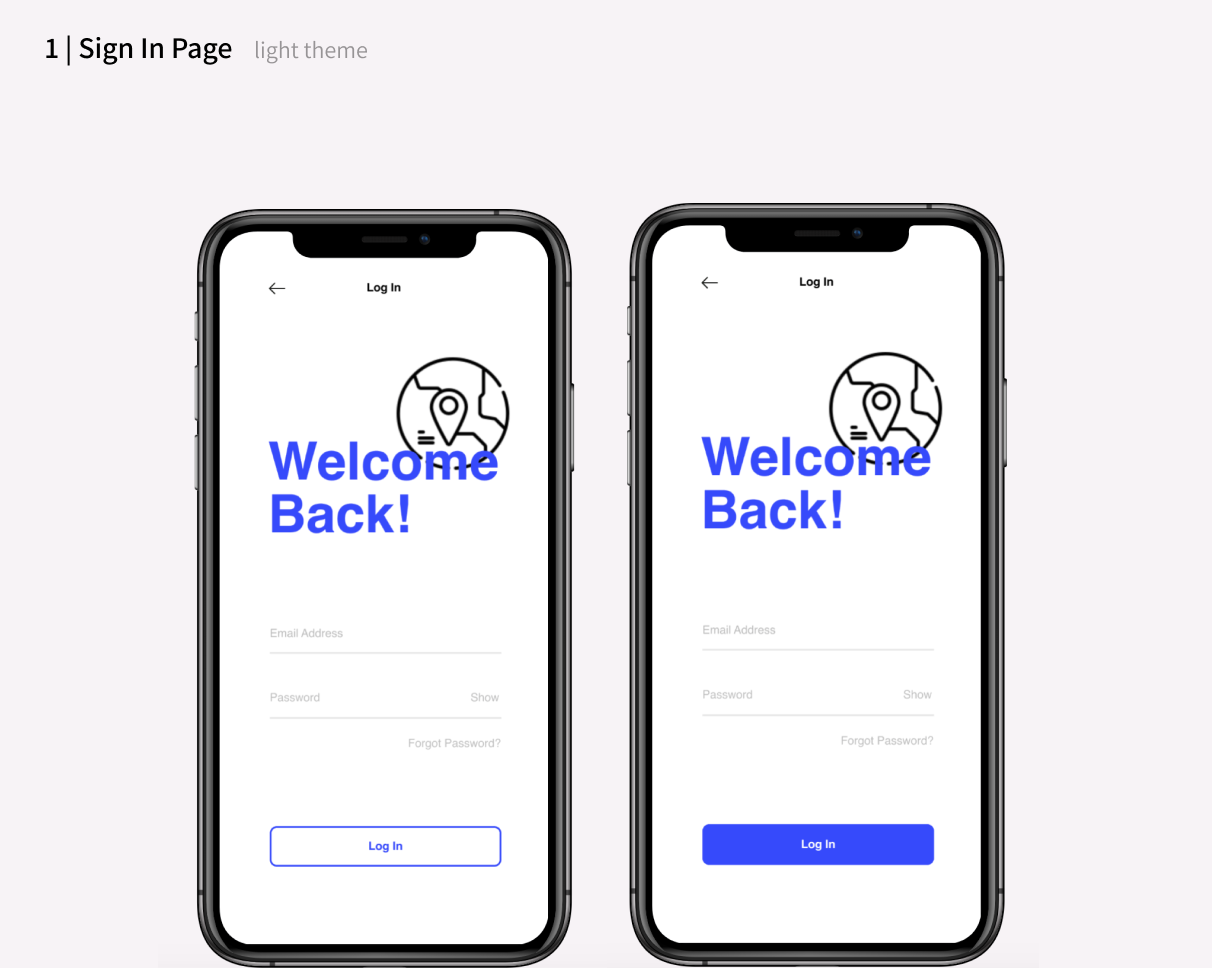 1 | Sign In Page light theme
Log In
Welcome
Back!
Email Address
Password Show
Forgot Password?
Log In
Log In
Welcome
Back!
Email Address
Password Show
Forgot Password?
Log In